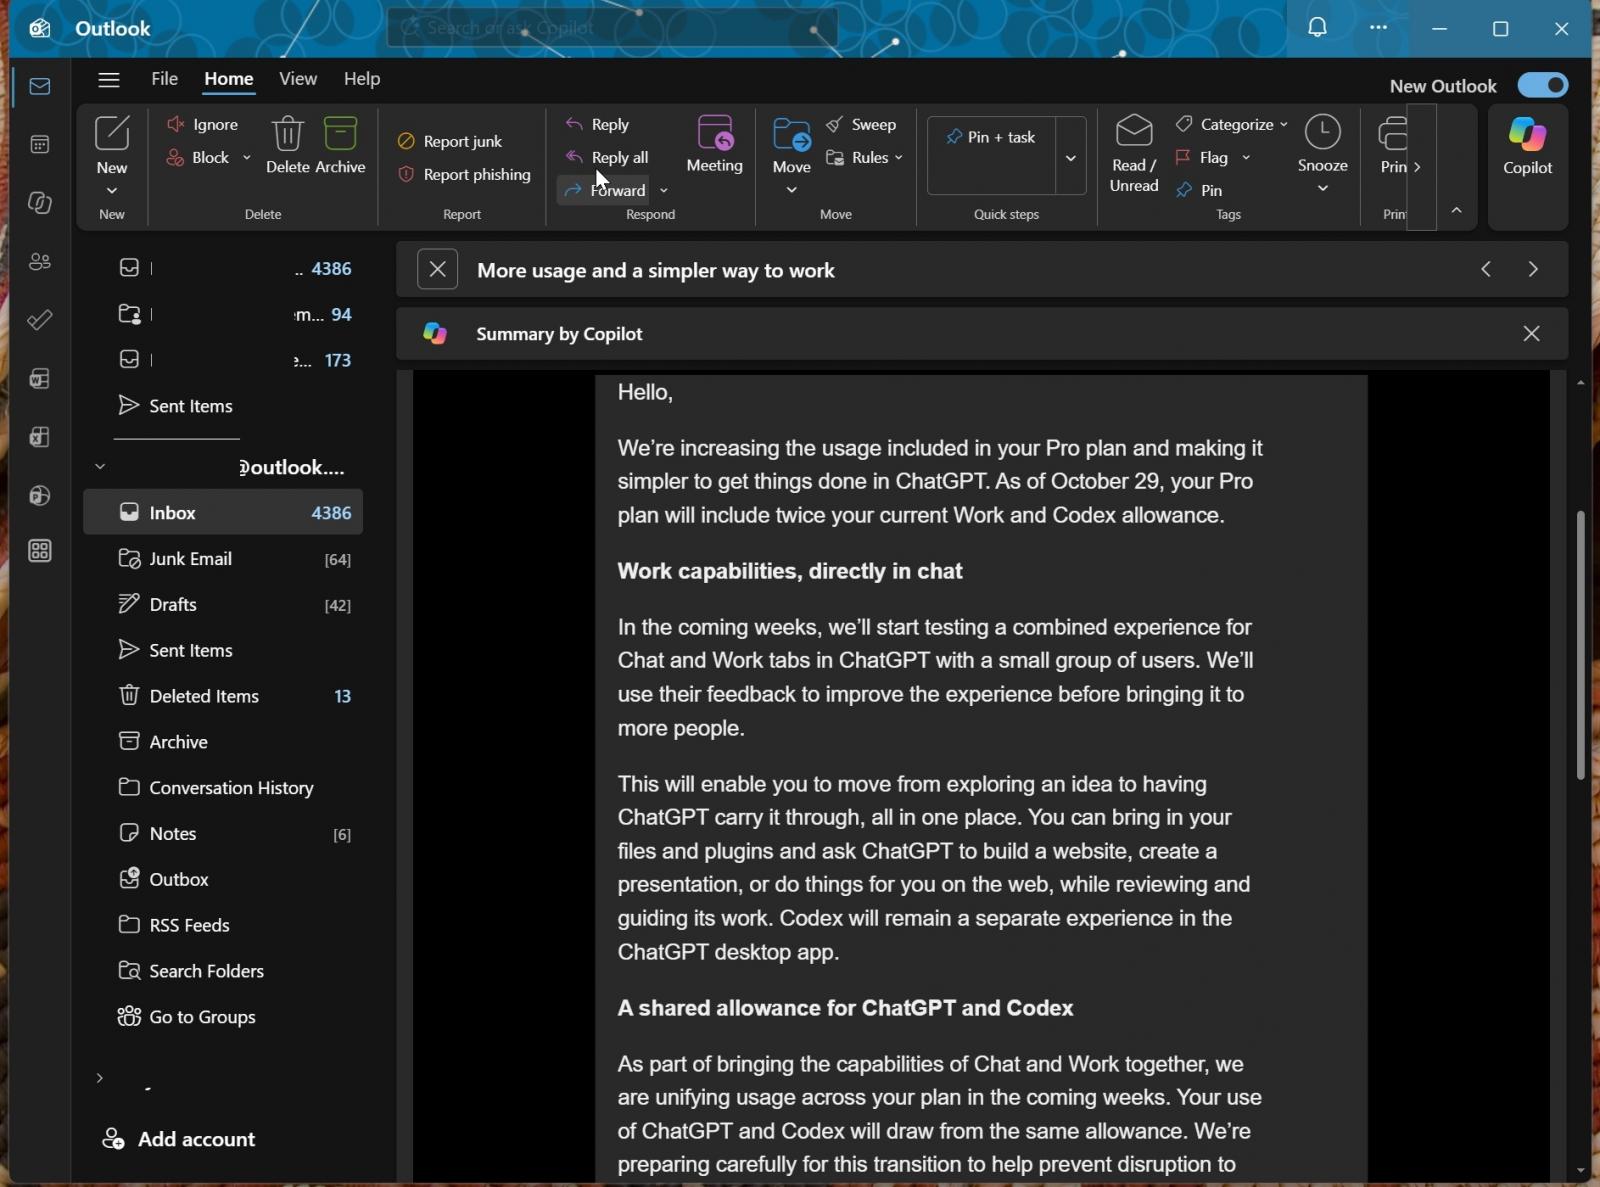 Outlook
Search or ask Copilot
File Home View Help
New Outlook
New
New
Ignore
Block
Delete Archive
Delete
Report junk
Report phishing
Report
Reply
Reply all
Forward
Meeting
Respond
Move
Sweep
Rules
Move
Pin + task
Quick steps
Read /
Unread
Categorize
Flag
Pin
Snooze
Tags
Prin
Prin
Copilot
.. 4386
m... 94
e... 173
Sent Items
@outlook....
Inbox 4386
Junk Email [64]
Drafts [42]
Sent Items
Deleted Items 13
Archive
Conversation History
Notes [6]
Outbox
RSS Feeds
Search Folders
Go to Groups
Add account
More usage and a simpler way to work
Summary by Copilot
Hello,
We’re increasing the usage included in your Pro plan and making it
simpler to get things done in ChatGPT. As of October 29, your Pro
plan will include twice your current Work and Codex allowance.
Work capabilities, directly in chat
In the coming weeks, we’ll start testing a combined experience for
Chat and Work tabs in ChatGPT with a small group of users. We’ll
use their feedback to improve the experience before bringing it to
more people.
This will enable you to move from exploring an idea to having
ChatGPT carry it through, all in one place. You can bring in your
files and plugins and ask ChatGPT to build a website, create a
presentation, or do things for you on the web, while reviewing and
guiding its work. Codex will remain a separate experience in the
ChatGPT desktop app.
A shared allowance for ChatGPT and Codex
As part of bringing the capabilities of Chat and Work together, we
are unifying usage across your plan in the coming weeks. Your use
of ChatGPT and Codex will draw from the same allowance. We’re
preparing carefully for this transition to help prevent disruption to